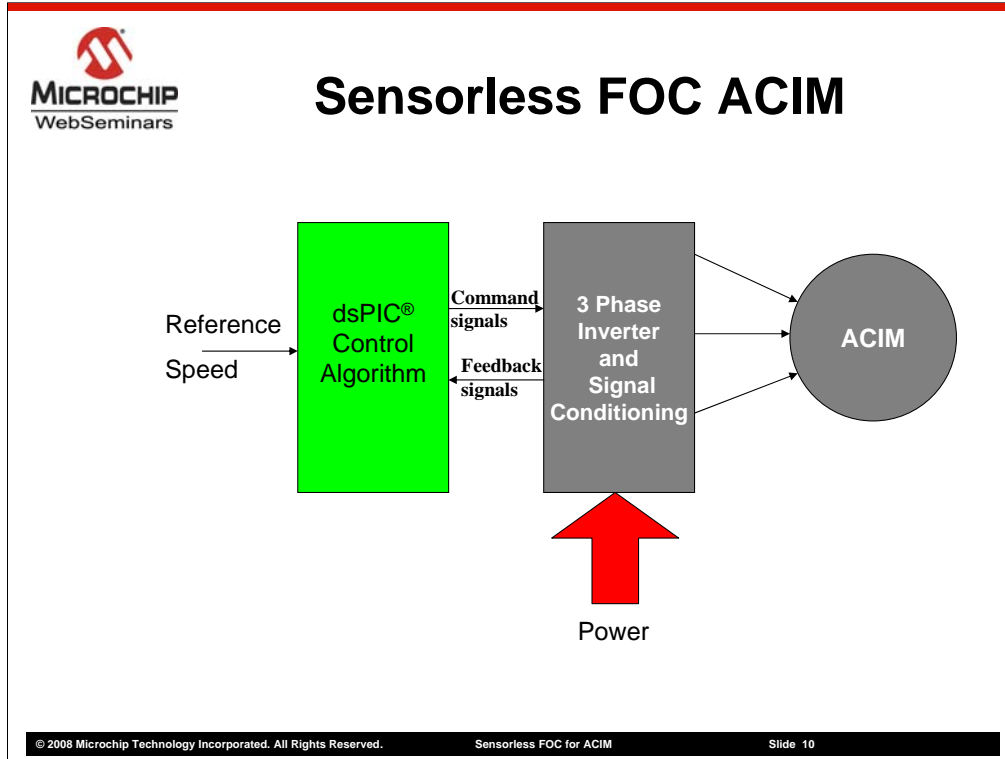 MICROCHIP
WebSeminars
Sensorless FOC ACIM
Reference
Speed
dsPIC®
Control
Algorithm
Command
signals
Feedback
signals
3 Phase
Inverter
and
Signal
Conditioning
ACIM
Power
© 2008 Microchip Technology Incorporated. All Rights Reserved. Sensorless FOC for ACIM Slide 10